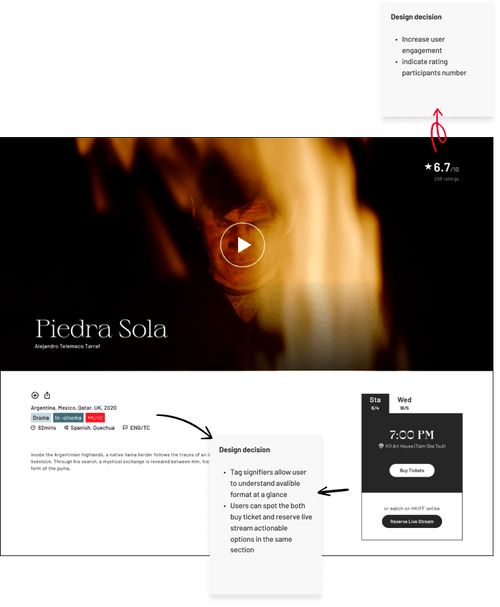 Design decision
• Increase user
engagement
• indicate rating
participants number
★6.7/10
299 ratings
Piedra Sola
Alejandro Telemaco Tarraf
Argentina, Mexico, Qatar, UK, 2020
Drama In-cinema LIVE
82mins Spanish, Quechua ENG/TC
Inside the Argentinian highlands, a native llama herder follows the traces of an
livestock. Through his search, a mystical exchange is revealed between him, his
form of the puma.
Design decision
• Tag signifiers allow user
to understand avalible
format at a glance
• Users can spot the both
buy ticket and reserve live
stream actionable
options in the same
section
Sta
6/4
Wed
18/5
7:00 PM
K11 Art House(Tsim Sha Tsui)
Buy Tickets
or watch on HKIFF online
Reserve Live Stream